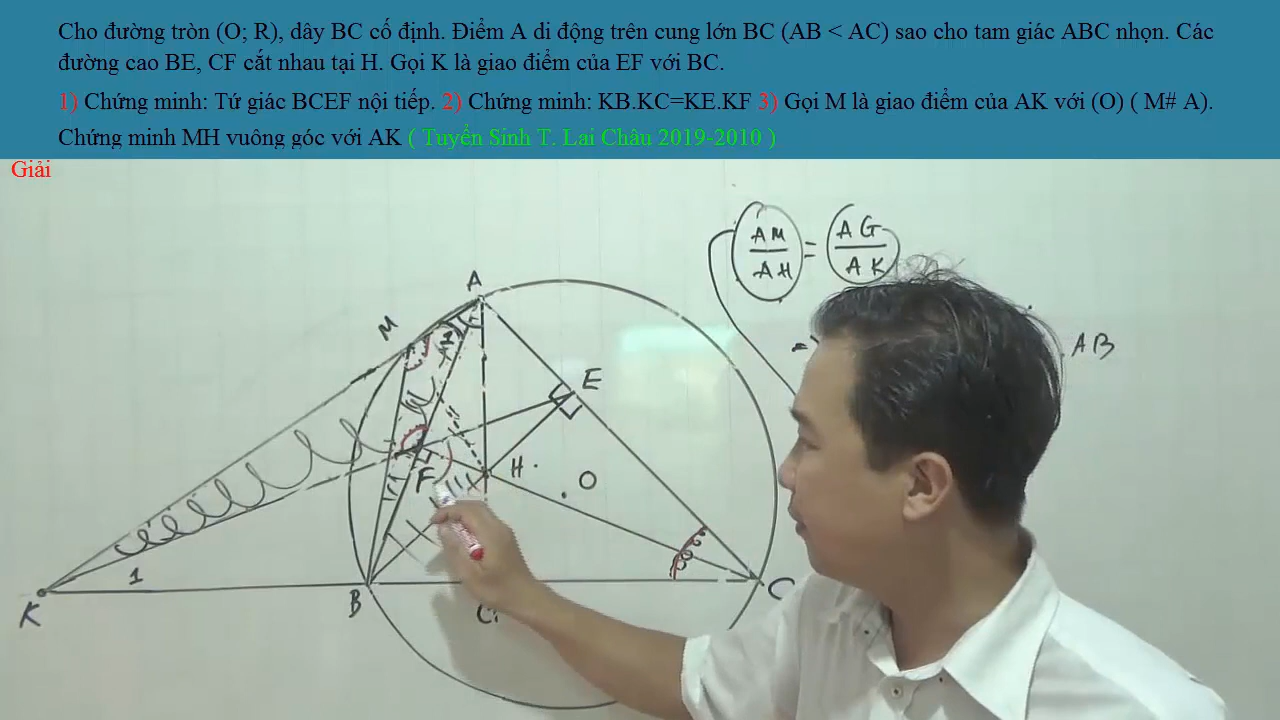 Cho đường tròn (O; R), dây BC cố định. Điểm A di động trên cung lớn BC (AB < AC) sao cho tam giác ABC nhọn. Các
đường cao BE, CF cắt nhau tại H. Gọi K là giao điểm của EF với BC.
1) Chứng minh: Tứ giác BCEF nội tiếp. 2) Chứng minh: KB.KC=KE.KF 3) Gọi M là giao điểm của AK với (O) ( M# A).
Chứng minh MH vuông góc với AK ( Tuyển Sinh T. Lai Châu 2019-2010 )
Giải
AM/AH = AG/AK
AB
A
M
1
E
F
H
O
1
K
B
C